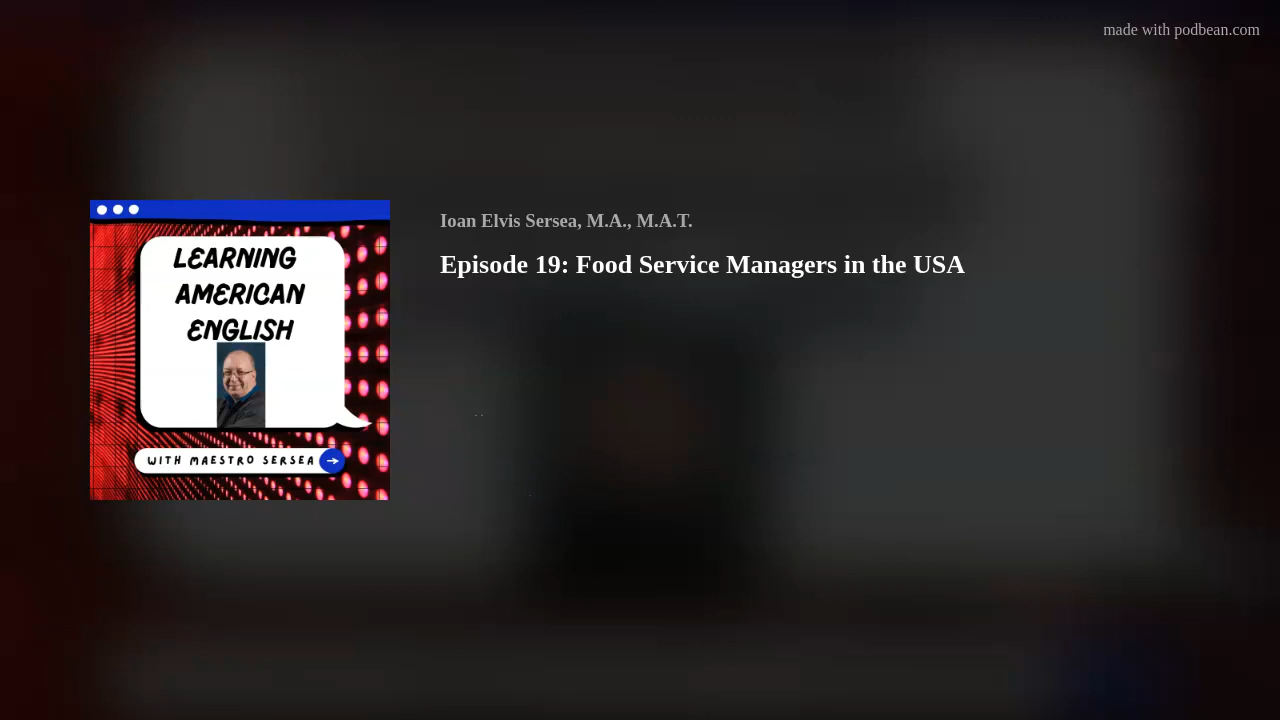 made with podbean.com
LEARNING
AMERICAN
ENGLISH
WITH MAESTRO SERSEA
Ioan Elvis Sersea, M.A., M.A.T.
Episode 19: Food Service Managers in the USA